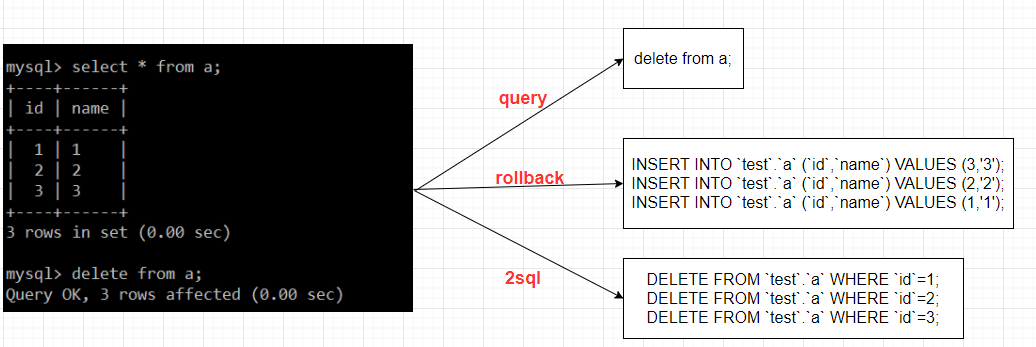 mysql> select * from a;
+----+------+
| id | name |
+----+------+
| 1 | 1 |
| 2 | 2 |
| 3 | 3 |
+----+------+
3 rows in set (0.00 sec)
mysql> delete from a;
Query OK, 3 rows affected (0.00 sec)
query
delete from a;
rollback
INSERT INTO `test`.`a` (`id`,`name`) VALUES (3,'3');
INSERT INTO `test`.`a` (`id`,`name`) VALUES (2,'2');
INSERT INTO `test`.`a` (`id`,`name`) VALUES (1,'1');
2sql
DELETE FROM `test`.`a` WHERE `id`=1;
DELETE FROM `test`.`a` WHERE `id`=2;
DELETE FROM `test`.`a` WHERE `id`=3;